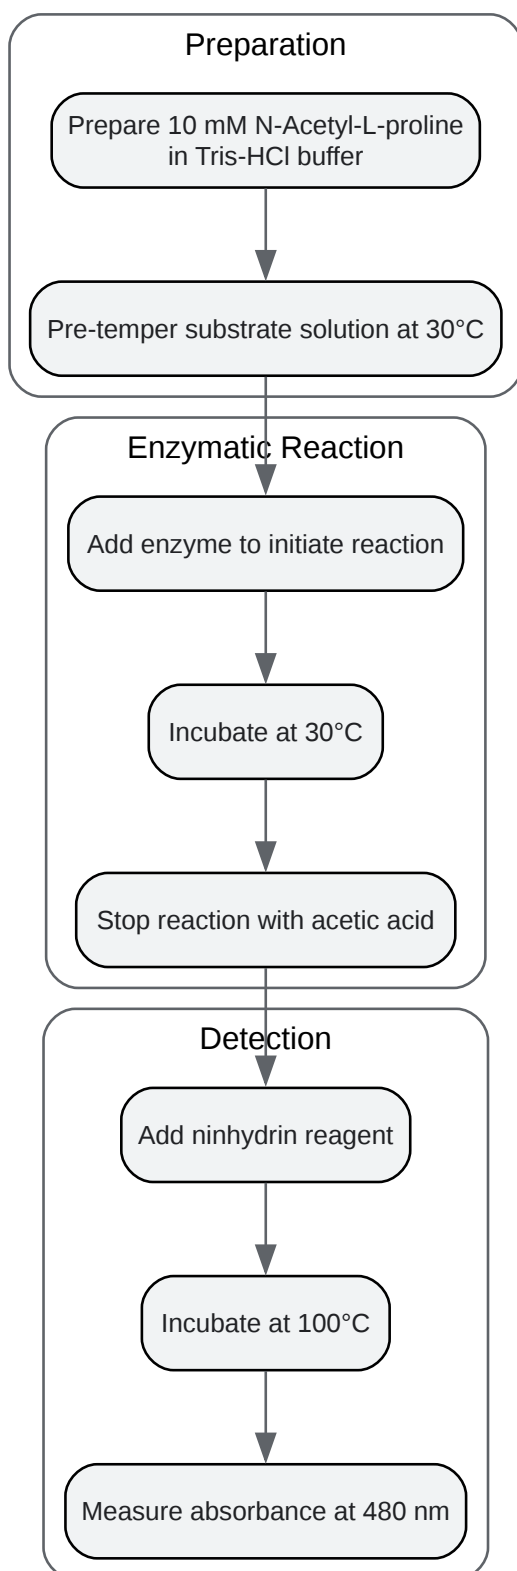 Preparation
Prepare 10 mM N-Acetyl-L-proline
in Tris-HCl buffer
Pre-temper substrate solution at 30°C
Enzymatic Reaction
Add enzyme to initiate reaction
Incubate at 30°C
Stop reaction with acetic acid
Detection
Add ninhydrin reagent
Incubate at 100°C
Measure absorbance at 480 nm